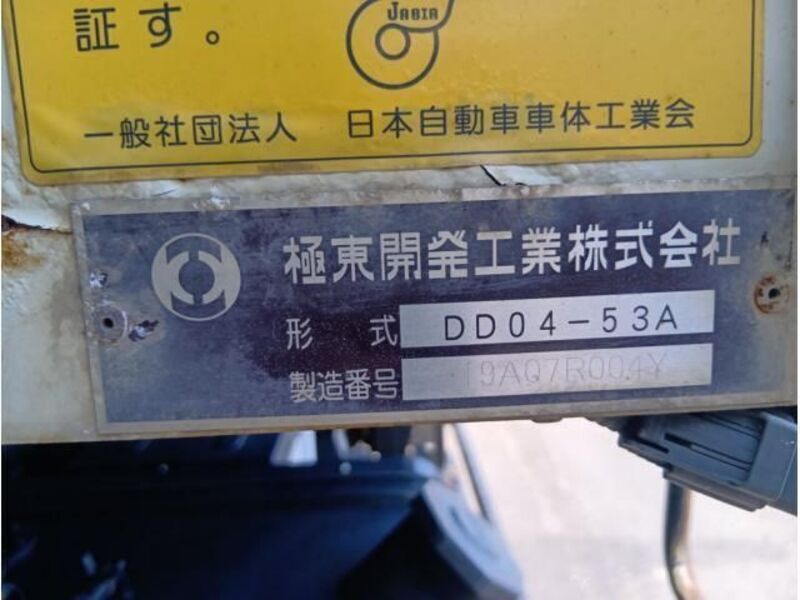 証す。
JABIA
一般社団法人 日本自動車車体工業会
極東開発工業株式会社
形式 DD04-53A
製造番号 19AQ7R004Y